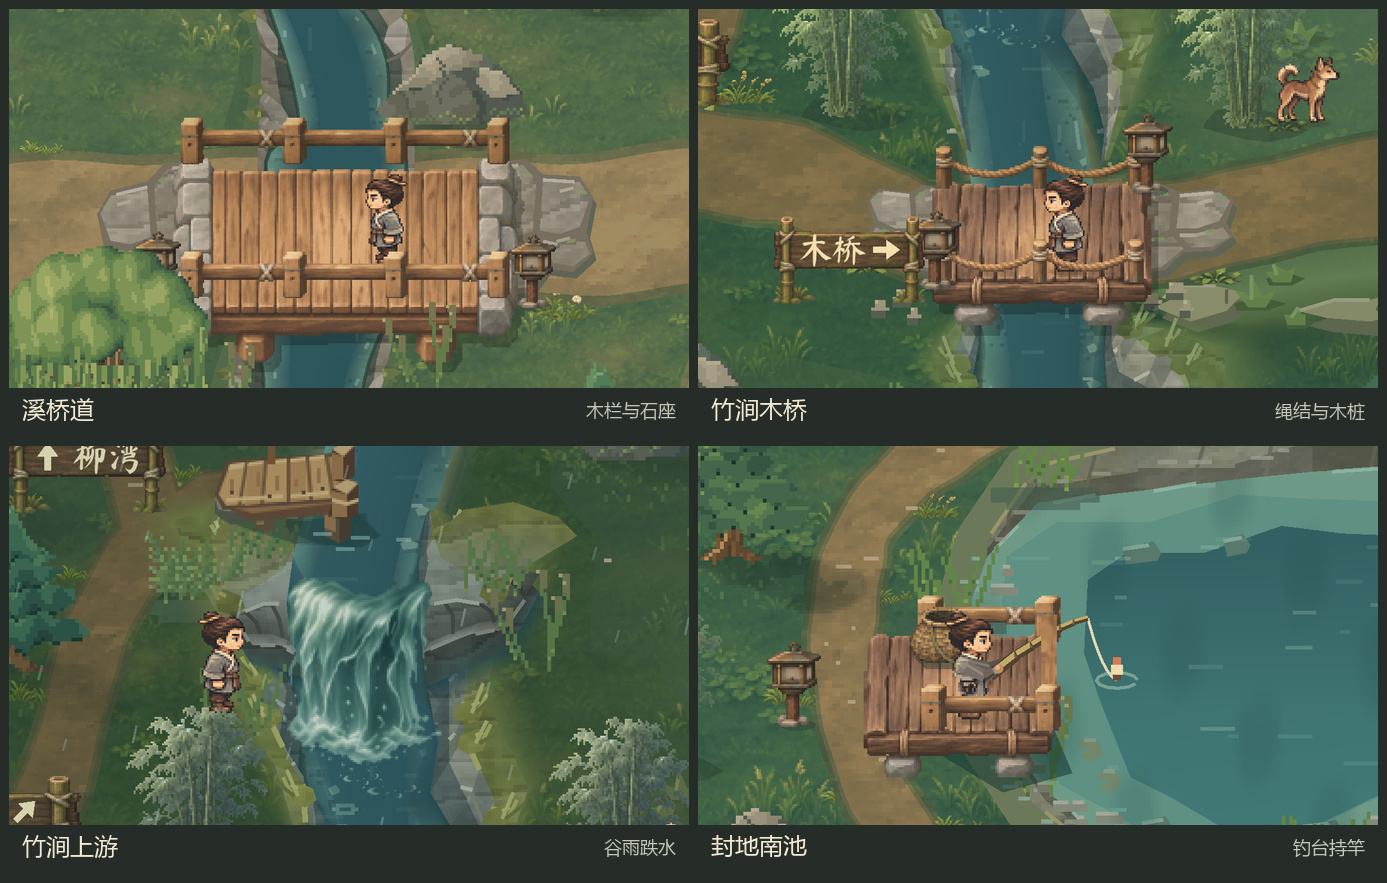 木桥 →
溪桥道 木栏与石座
竹涧木桥 绳结与木桩
↑ 柳湾
竹涧上游 谷雨跌水
封地南池 钓台持竿